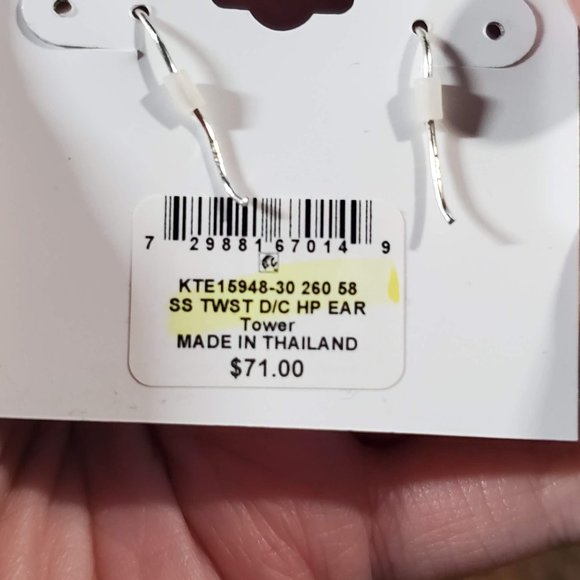 7 29881 67014 9
KTE15948-30 260 58
SS TWST D/C HP EAR
Tower
MADE IN THAILAND
$71.00